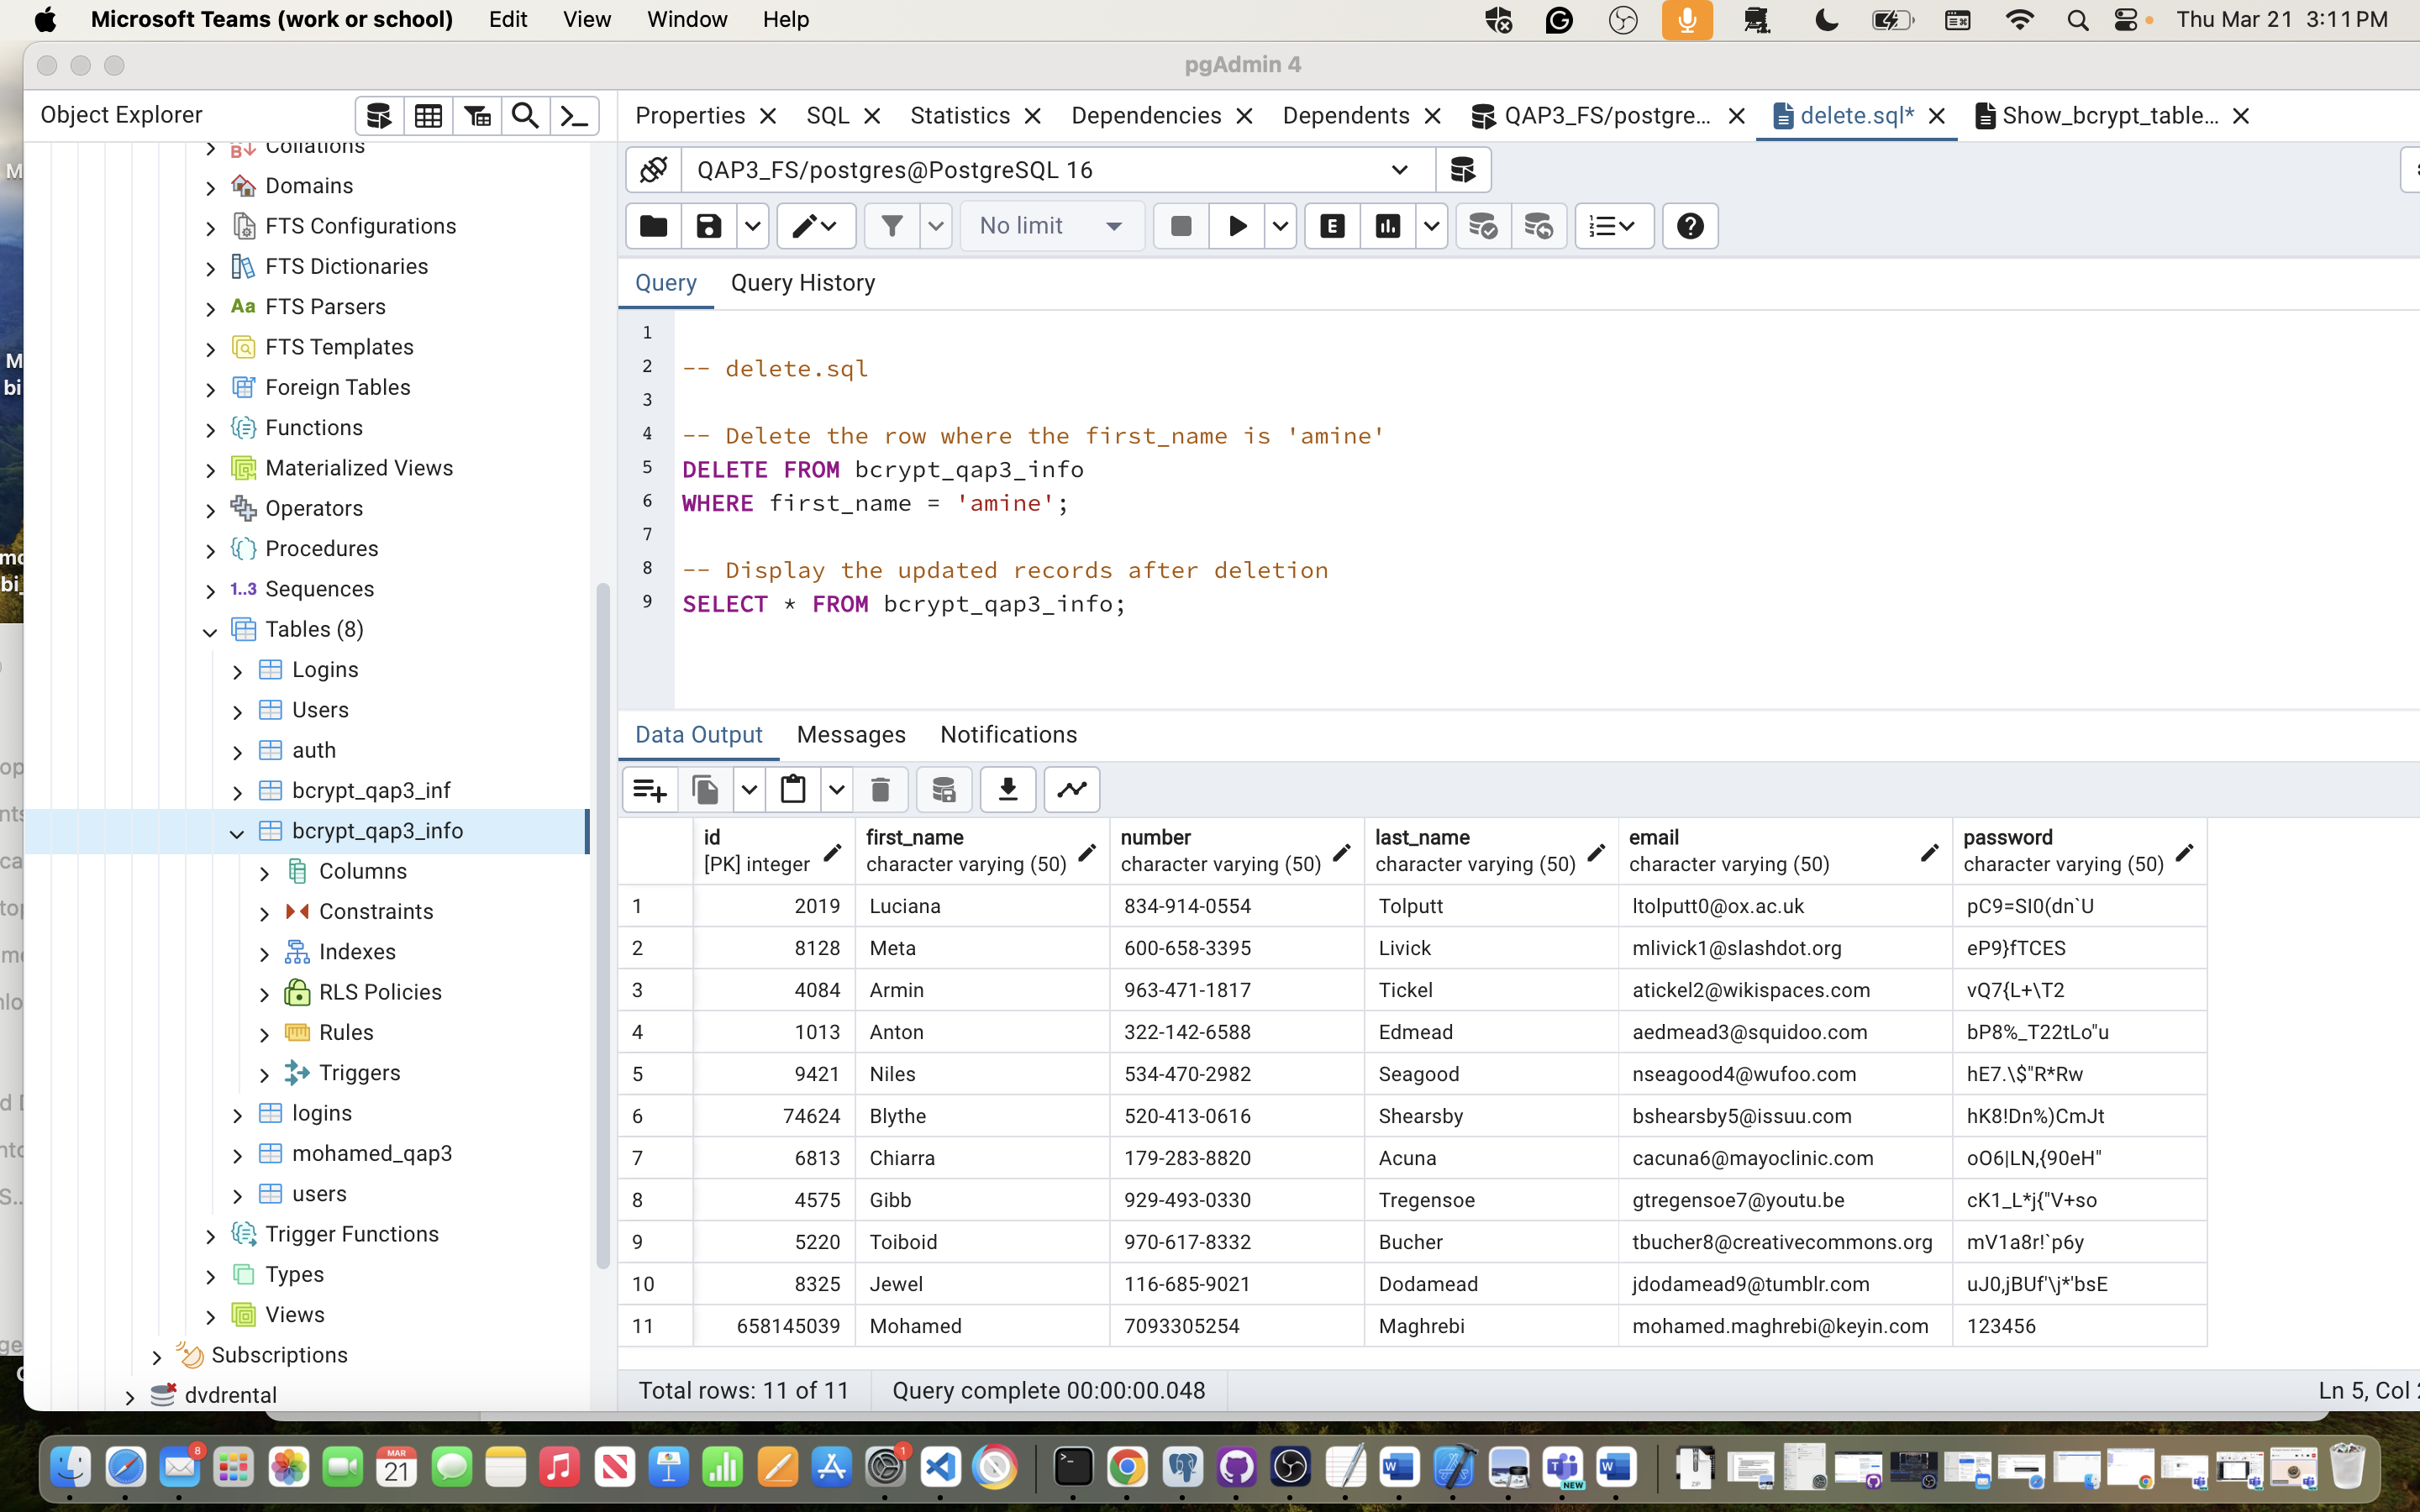 Microsoft Teams (work or school) Edit View Window Help Thu Mar 21 3:11 PM
pgAdmin 4
Object Explorer
Properties SQL Statistics Dependencies Dependents QAP3_FS/postgre... delete.sql* Show_bcrypt_table...
QAP3_FS/postgres@PostgreSQL 16
No limit
Query Query History
1
2 -- delete.sql
3
4 -- Delete the row where the first_name is 'amine'
5 DELETE FROM bcrypt_qap3_info
6 WHERE first_name = 'amine';
7
8 -- Display the updated records after deletion
9 SELECT * FROM bcrypt_qap3_info;
Collations
Domains
FTS Configurations
FTS Dictionaries
Aa FTS Parsers
FTS Templates
Foreign Tables
Functions
Materialized Views
Operators
Procedures
1..3 Sequences
Tables (8)
Logins
Users
auth
bcrypt_qap3_inf
bcrypt_qap3_info
Columns
Constraints
Indexes
RLS Policies
Rules
Triggers
logins
mohamed_qap3
users
Trigger Functions
Types
Views
Subscriptions
dvdrental
Data Output Messages Notifications
id first_name number last_name email password
[PK] integer character varying (50) character varying (50) character varying (50) character varying (50) character varying (50)
1 2019 Luciana 834-914-0554 Tolputt ltolputt0@ox.ac.uk pC9=SI0(dn`U
2 8128 Meta 600-658-3395 Livick mlivick1@slashdot.org eP9}fTCES
3 4084 Armin 963-471-1817 Tickel atickel2@wikispaces.com vQ7{L+\T2
4 1013 Anton 322-142-6588 Edmead aedmead3@squidoo.com bP8%_T22tLo"u
5 9421 Niles 534-470-2982 Seagood nseagood4@wufoo.com hE7.\$"R*Rw
6 74624 Blythe 520-413-0616 Shearsby bshearsby5@issuu.com hK8!Dn%)CmJt
7 6813 Chiarra 179-283-8820 Acuna cacuna6@mayoclinic.com oO6|LN,{90eH"
8 4575 Gibb 929-493-0330 Tregensoe gtregensoe7@youtu.be cK1_L*j{"V+so
9 5220 Toiboid 970-617-8332 Bucher tbucher8@creativecommons.org mV1a8r!`p6y
10 8325 Jewel 116-685-9021 Dodamead jdodamead9@tumblr.com uJ0,jBUf'\j*'bsE
11 658145039 Mohamed 7093305254 Maghrebi mohamed.maghrebi@keyin.com 123456
Total rows: 11 of 11 Query complete 00:00:00.048 Ln 5, Col
8 MAR 21 1 NEW